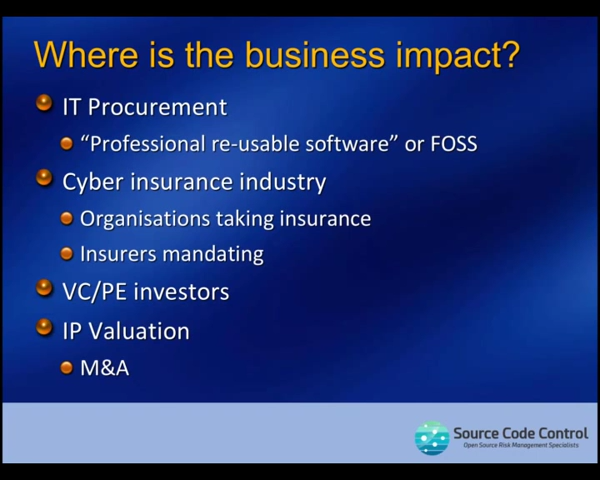 Where is the business impact?
IT Procurement
“Professional re-usable software” or FOSS
Cyber insurance industry
Organisations taking insurance
Insurers mandating
VC/PE investors
IP Valuation
M&A
Source Code Control
Open Source Risk Management Specialists